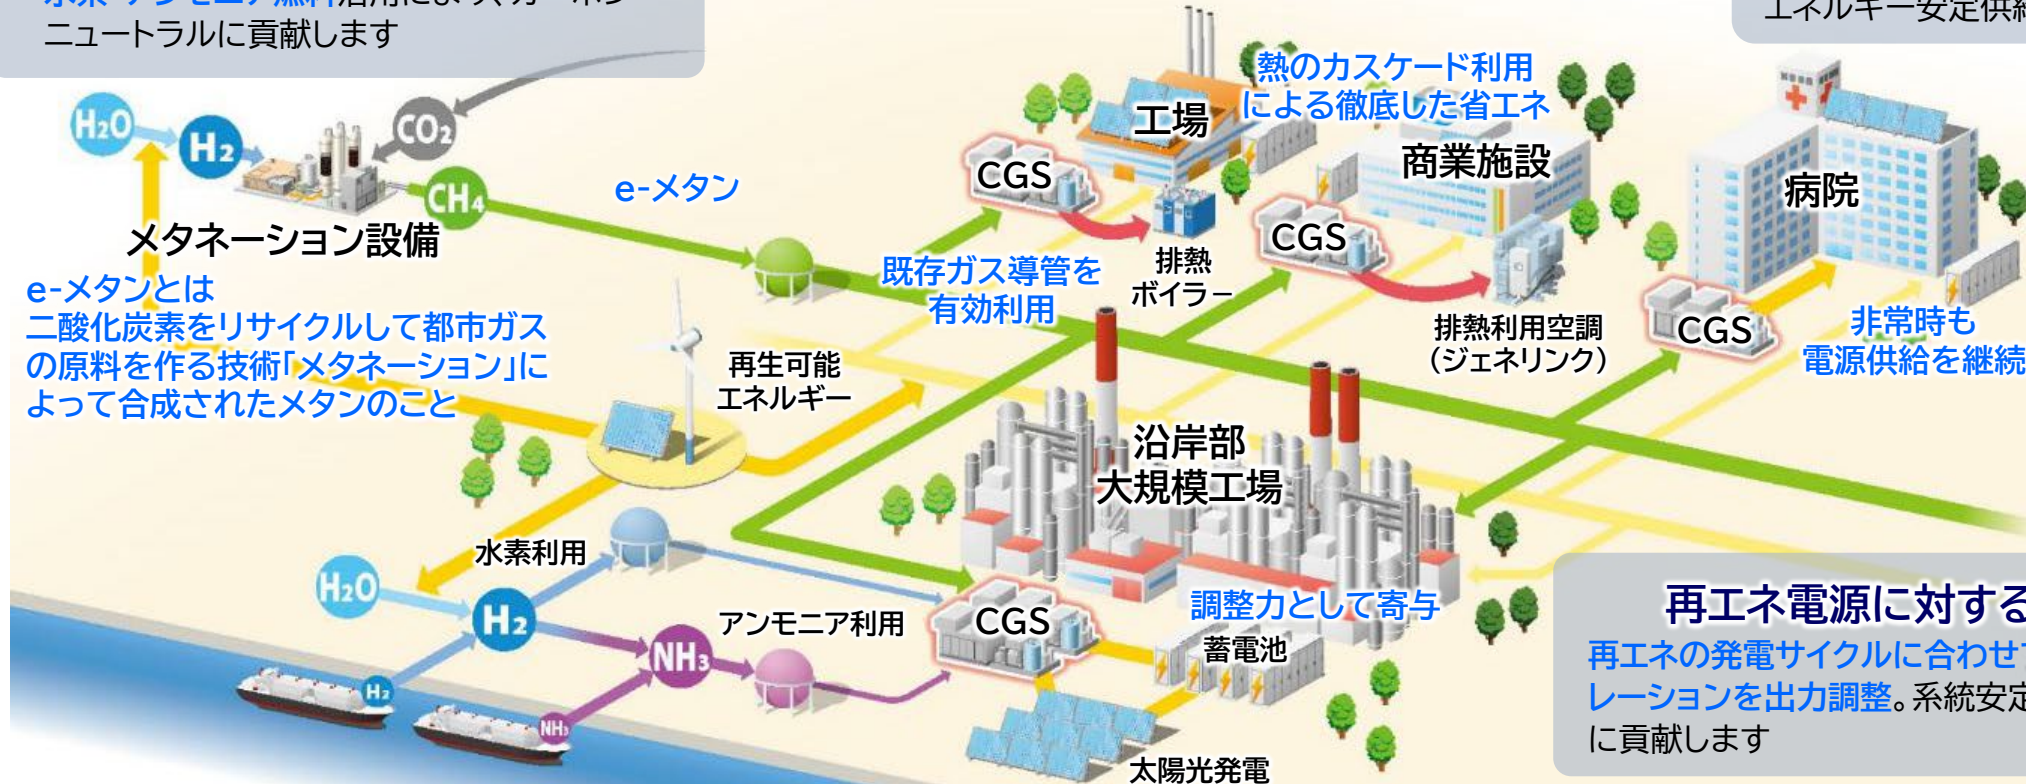 ニュートラルに貢献します
H₂O
H₂
CO₂
CH₄
メタネーション設備
e-メタン
e-メタンとは
二酸化炭素をリサイクルして都市ガス
の原料を作る技術「メタネーション」に
よって合成されたメタンのこと
工場
熱のカスケード利用
による徹底した省エネ
CGS
排熱
ボイラー
商業施設
CGS
排熱利用空調
(ジェネリンク)
病院
CGS
非常時も
電源供給を継続
既存ガス導管を
有効利用
再生可能
エネルギー
沿岸部
大規模工場
水素利用
H₂O
H₂
アンモニア利用
NH₃
H₂
NH₃
CGS
調整力として寄与
蓄電池
太陽光発電
再エネ電源に対する
再エネの発電サイクルに合わせ
レーションを出力調整。系統安定
に貢献します